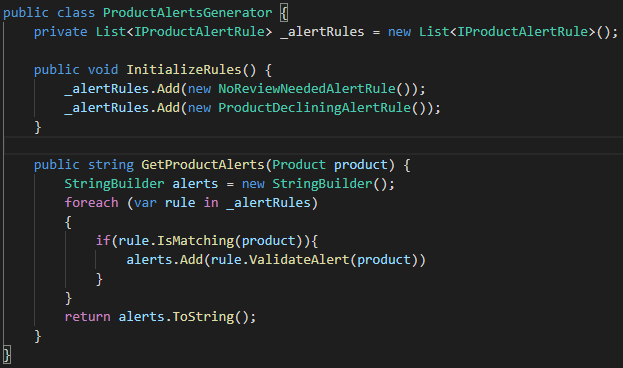 public class ProductAlertsGenerator {
private List<IProductAlertRule> _alertRules = new List<IProductAlertRule>();
public void InitializeRules() {
_alertRules.Add(new NoReviewNeededAlertRule());
_alertRules.Add(new ProductDecliningAlertRule());
}
public string GetProductAlerts(Product product) {
StringBuilder alerts = new StringBuilder();
foreach (var rule in _alertRules)
{
if(rule.IsMatching(product)){
alerts.Add(rule.ValidateAlert(product))
}
}
return alerts.ToString();
}
}